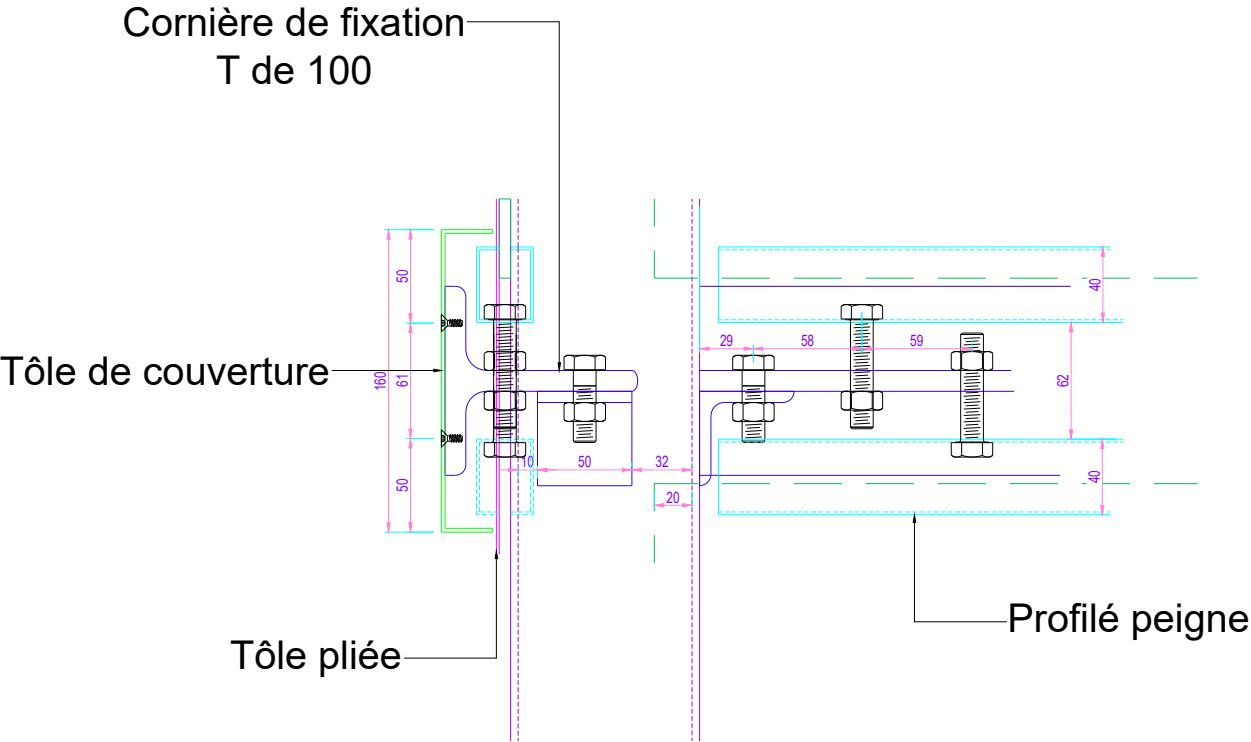 Cornière de fixation
T de 100
50
40
29
58
59
Tôle de couverture
160
61
62
10
50
32
50
20
40
Profilé peigne
Tôle pliée